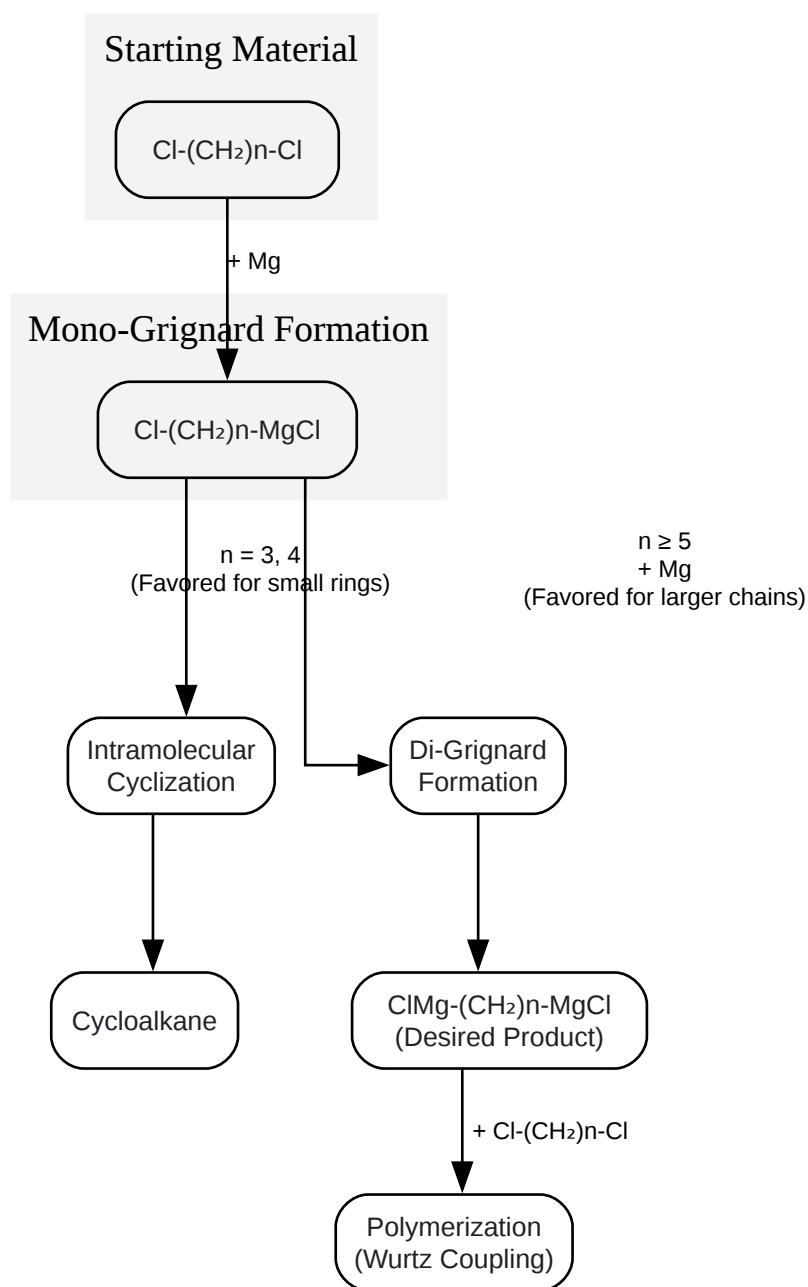 Starting Material
Cl-(CH₂)n-Cl
+ Mg
Mono-Grignard Formation
Cl-(CH₂)n-MgCl
n = 3, 4
(Favored for small rings)
n ≥ 5
+ Mg
(Favored for larger chains)
Intramolecular
Cyclization
Di-Grignard
Formation
Cycloalkane
ClMg-(CH₂)n-MgCl
(Desired Product)
+ Cl-(CH₂)n-Cl
Polymerization
(Wurtz Coupling)